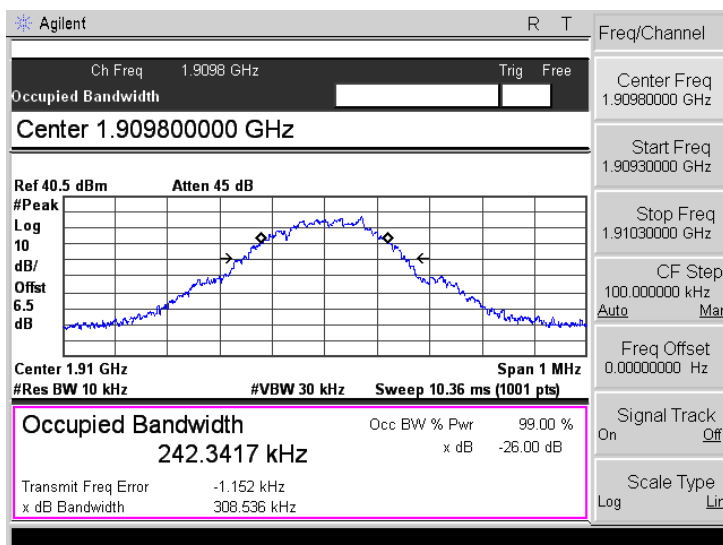 Agilent R T
Ch Freq 1.9098 GHz Trig Free
Occupied Bandwidth
Center 1.909800000 GHz
Ref 40.5 dBm Atten 45 dB
#Peak
Log
10
dB/
Offst
6.5
dB
Center 1.91 GHz Span 1 MHz
#Res BW 10 kHz #VBW 30 kHz Sweep 10.36 ms (1001 pts)
Occupied Bandwidth Occ BW % Pwr 99.00 %
242.3417 kHz x dB -26.00 dB
Transmit Freq Error -1.152 kHz
x dB Bandwidth 308.536 kHz
Freq/Channel
Center Freq
1.90980000 GHz
Start Freq
1.90930000 GHz
Stop Freq
1.91030000 GHz
CF Step
100.000000 kHz
Auto Man
Freq Offset
0.00000000 Hz
Signal Track
On Off
Scale Type
Log Lin